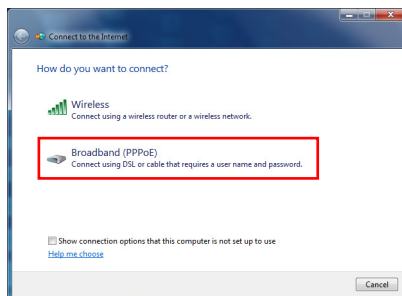 Connect to the Internet
How do you want to connect?
Wireless
Connect using a wireless router or a wireless network.
Broadband (PPPoE)
Connect using DSL or cable that requires a user name and password.
Show connection options that this computer is not set up to use
Help me choose
Cancel